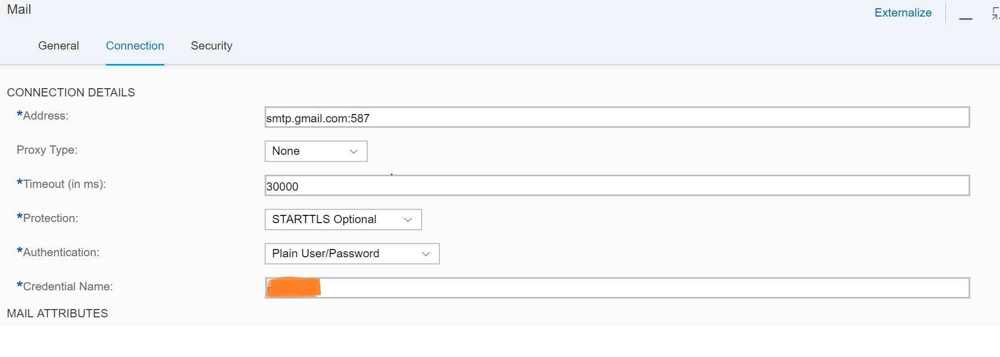 Mail
Externalize
General Connection Security
CONNECTION DETAILS
*Address: smtp.gmail.com:587
Proxy Type: None
*Timeout (in ms): 30000
*Protection: STARTTLS Optional
*Authentication: Plain User/Password
*Credential Name:
MAIL ATTRIBUTES